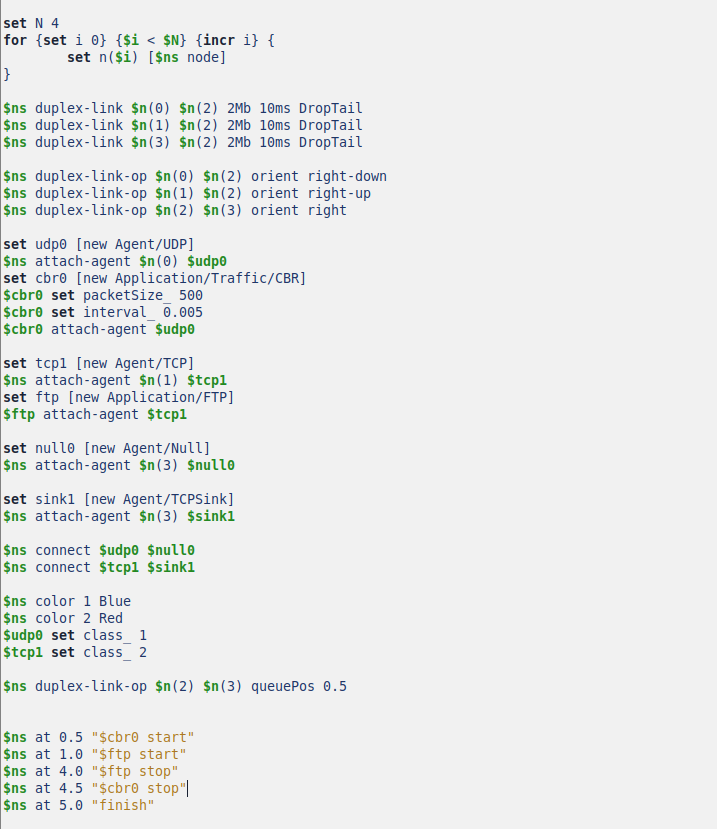 set N 4
for {set i 0} {$i < $N} {incr i} {
        set n($i) [$ns node]
}

$ns duplex-link $n(0) $n(2) 2Mb 10ms DropTail
$ns duplex-link $n(1) $n(2) 2Mb 10ms DropTail
$ns duplex-link $n(3) $n(2) 2Mb 10ms DropTail

$ns duplex-link-op $n(0) $n(2) orient right-down
$ns duplex-link-op $n(1) $n(2) orient right-up
$ns duplex-link-op $n(2) $n(3) orient right

set udp0 [new Agent/UDP]
$ns attach-agent $n(0) $udp0
set cbr0 [new Application/Traffic/CBR]
$cbr0 set packetSize_ 500
$cbr0 set interval_ 0.005
$cbr0 attach-agent $udp0

set tcp1 [new Agent/TCP]
$ns attach-agent $n(1) $tcp1
set ftp [new Application/FTP]
$ftp attach-agent $tcp1

set null0 [new Agent/Null]
$ns attach-agent $n(3) $null0

set sink1 [new Agent/TCPSink]
$ns attach-agent $n(3) $sink1

$ns connect $udp0 $null0
$ns connect $tcp1 $sink1

$ns color 1 Blue
$ns color 2 Red
$udp0 set class_ 1
$tcp1 set class_ 2

$ns duplex-link-op $n(2) $n(3) queuePos 0.5


$ns at 0.5 "$cbr0 start"
$ns at 1.0 "$ftp start"
$ns at 4.0 "$ftp stop"
$ns at 4.5 "$cbr0 stop"
$ns at 5.0 "finish"